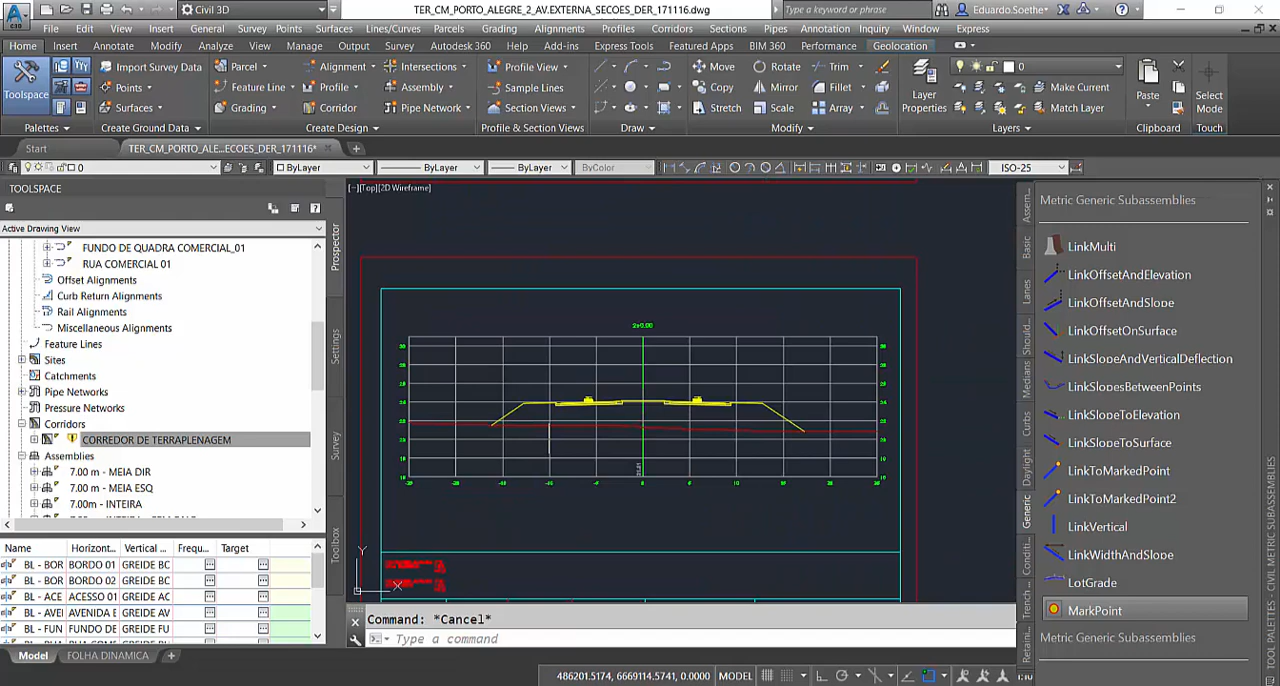 Civil 3D
TER_CM_PORTO_ALEGRE_2_AV.EXTERNA_SECOES_DER_171116.dwg
Type a keyword or phrase
Eduardo.Soethe
C3D
File Edit View Insert General Survey Points Surfaces Lines/Curves Parcels Grading Alignments Profiles Corridors Sections Pipes Annotation Inquiry Window Express
Home Insert Annotate Modify Analyze View Manage Output Survey Autodesk 360 Help Add-ins Express Tools Featured Apps BIM 360 Performance Geolocation
Import Survey Data Parcel Alignment Intersections Profile View Move Rotate Trim 0
Points Feature Line Profile Assembly Sample Lines Copy Mirror Fillet Make Current
Toolspace Surfaces Grading Corridor Pipe Network Section Views Stretch Scale Array Layer Properties Match Layer Paste Select Mode
Palettes Create Ground Data Create Design Profile & Section Views Draw Modify Layers Clipboard Touch
Start TER_CM_PORTO_ALE...ECOES_DER_171116*
0 ByLayer ByLayer ByLayer ByColor ISO-25
TOOLSPACE
[−][Top][2D Wireframe]
Active Drawing View
FUNDO DE QUADRA COMERCIAL_01
RUA COMERCIAL 01
Offset Alignments
Curb Return Alignments
Rail Alignments
Miscellaneous Alignments
Feature Lines
Sites
Catchments
Pipe Networks
Pressure Networks
Corridors
CORREDOR DE TERRAPLENAGEM
Assemblies
7.00 m - MEIA DIR
7.00 m - MEIA ESQ
7.00m - INTEIRA
Name Horizont... Vertical ... Frequ... Target
BL - BOR BORDO 01 GREIDE BC
BL - BOR BORDO 02 GREIDE BC
BL - ACE ACESSO 01 GREIDE AC
BL - AVEI AVENIDA E GREIDE AV
BL - FUN FUNDO DE GREIDE FU
Prospector
Settings
Survey
Toolbox
2+0.00
Y
X
Command: *Cancel*
Type a command
Model FOLHA DINAMICA
486201.5174, 6669114.5741, 0.0000 MODEL
Assem...
Basic
Lanes
Should...
Medians
Curbs
Daylight
Generic
Conditi...
Trench ...
Retaini...
Metric Generic Subassemblies
LinkMulti
LinkOffsetAndElevation
LinkOffsetAndSlope
LinkOffsetOnSurface
LinkSlopeAndVerticalDeflection
LinkSlopesBetweenPoints
LinkSlopeToElevation
LinkSlopeToSurface
LinkToMarkedPoint
LinkToMarkedPoint2
LinkVertical
LinkWidthAndSlope
LotGrade
MarkPoint
Metric Generic Subassemblies
TOOL PALETTES - CIVIL METRIC SUBASSEMBLIES